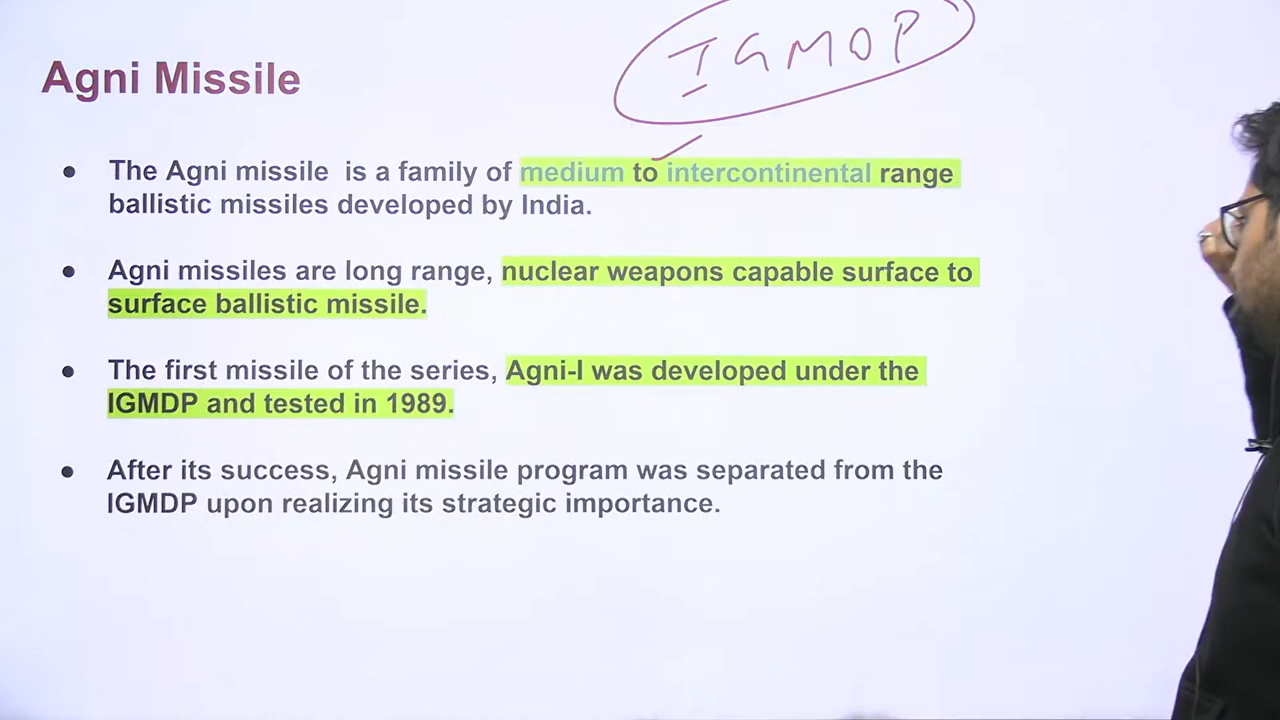 IGMDP
Agni Missile
• The Agni missile is a family of medium to intercontinental range
ballistic missiles developed by India.
• Agni missiles are long range, nuclear weapons capable surface to
surface ballistic missile.
• The first missile of the series, Agni-I was developed under the
IGMDP and tested in 1989.
• After its success, Agni missile program was separated from the
IGMDP upon realizing its strategic importance.